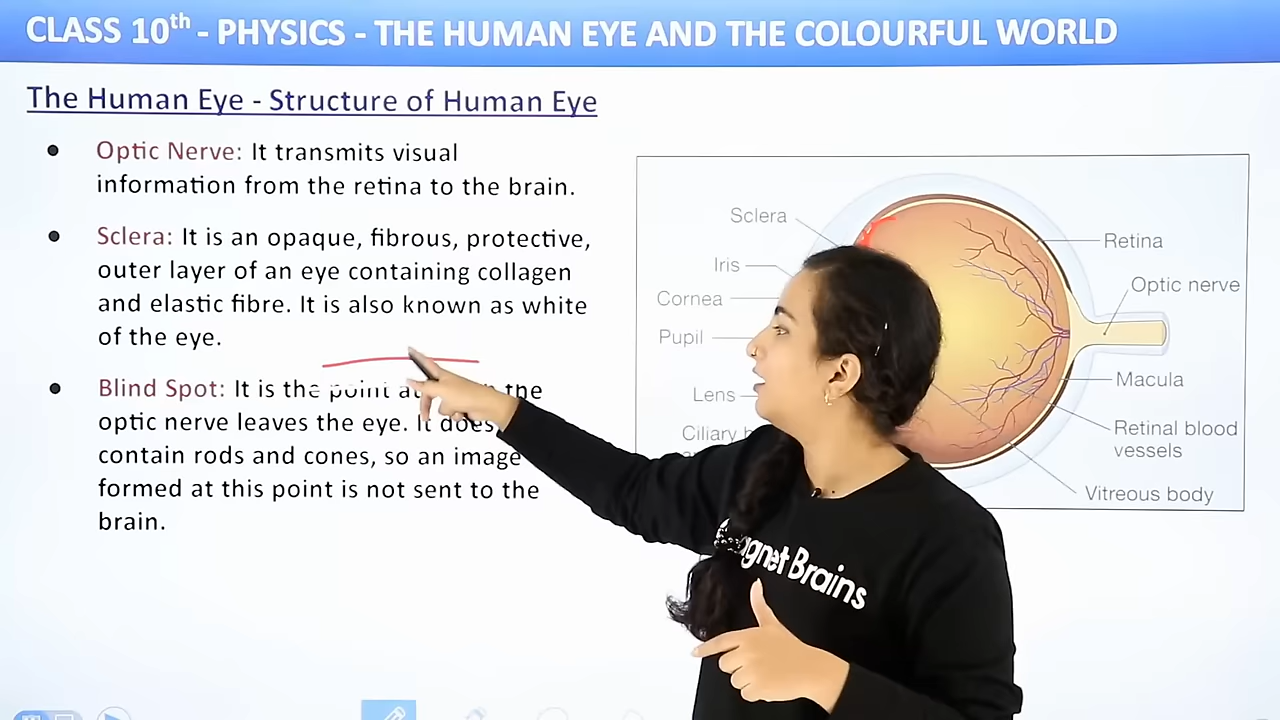 CLASS 10th - PHYSICS - THE HUMAN EYE AND THE COLOURFUL WORLD
The Human Eye - Structure of Human Eye
Optic Nerve: It transmits visual
information from the retina to the brain.
Sclera: It is an opaque, fibrous, protective,
outer layer of an eye containing collagen
and elastic fibre. It is also known as white
of the eye.
Blind Spot: It is the point the
optic nerve leaves the eye. It does
contain rods and cones, so an image
formed at this point is not sent to the
brain.
Sclera
Iris
Cornea
Pupil
Lens
Ciliary
Retina
Optic nerve
Macula
Retinal blood
vessels
Vitreous body
Magnet Brains